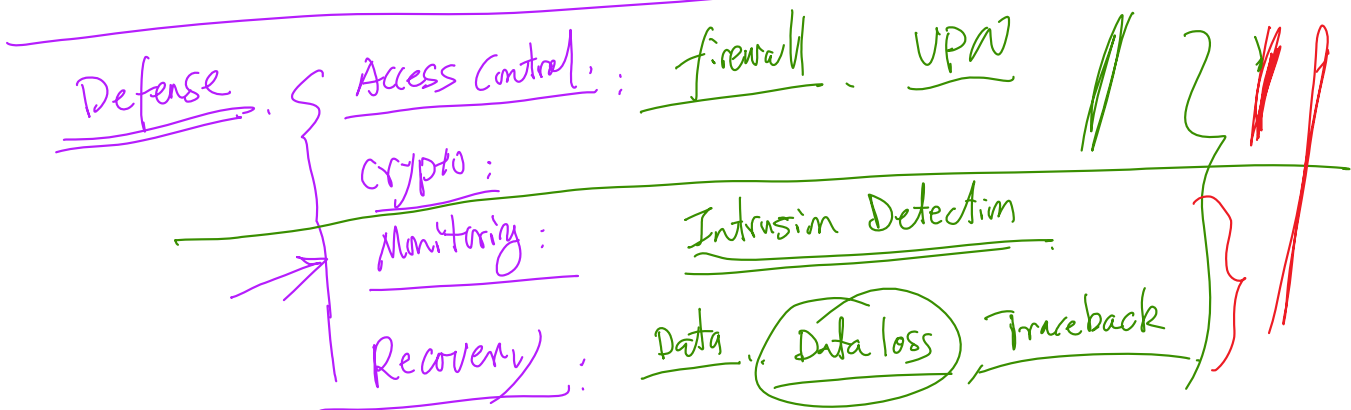 Defense. Access Control. : firewall. VPN
crypto :
Monitoring : Intrusion Detection
Recovery : Data.. Data loss, Traceback